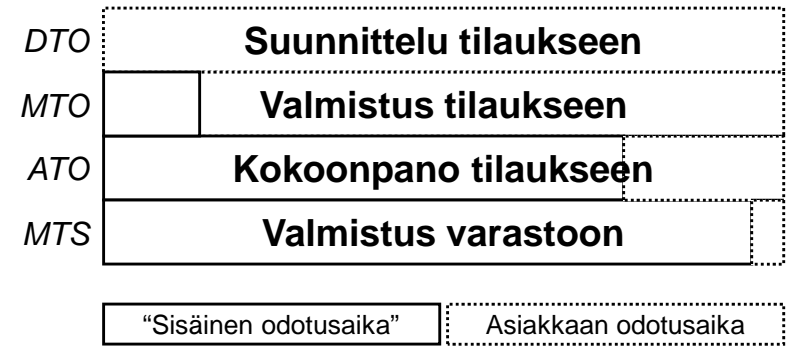 DTO Suunnittelu tilaukseen
MTO Valmistus tilaukseen
ATO Kokoonpano tilaukseen
MTS Valmistus varastoon
“Sisäinen odotusaika” Asiakkaan odotusaika